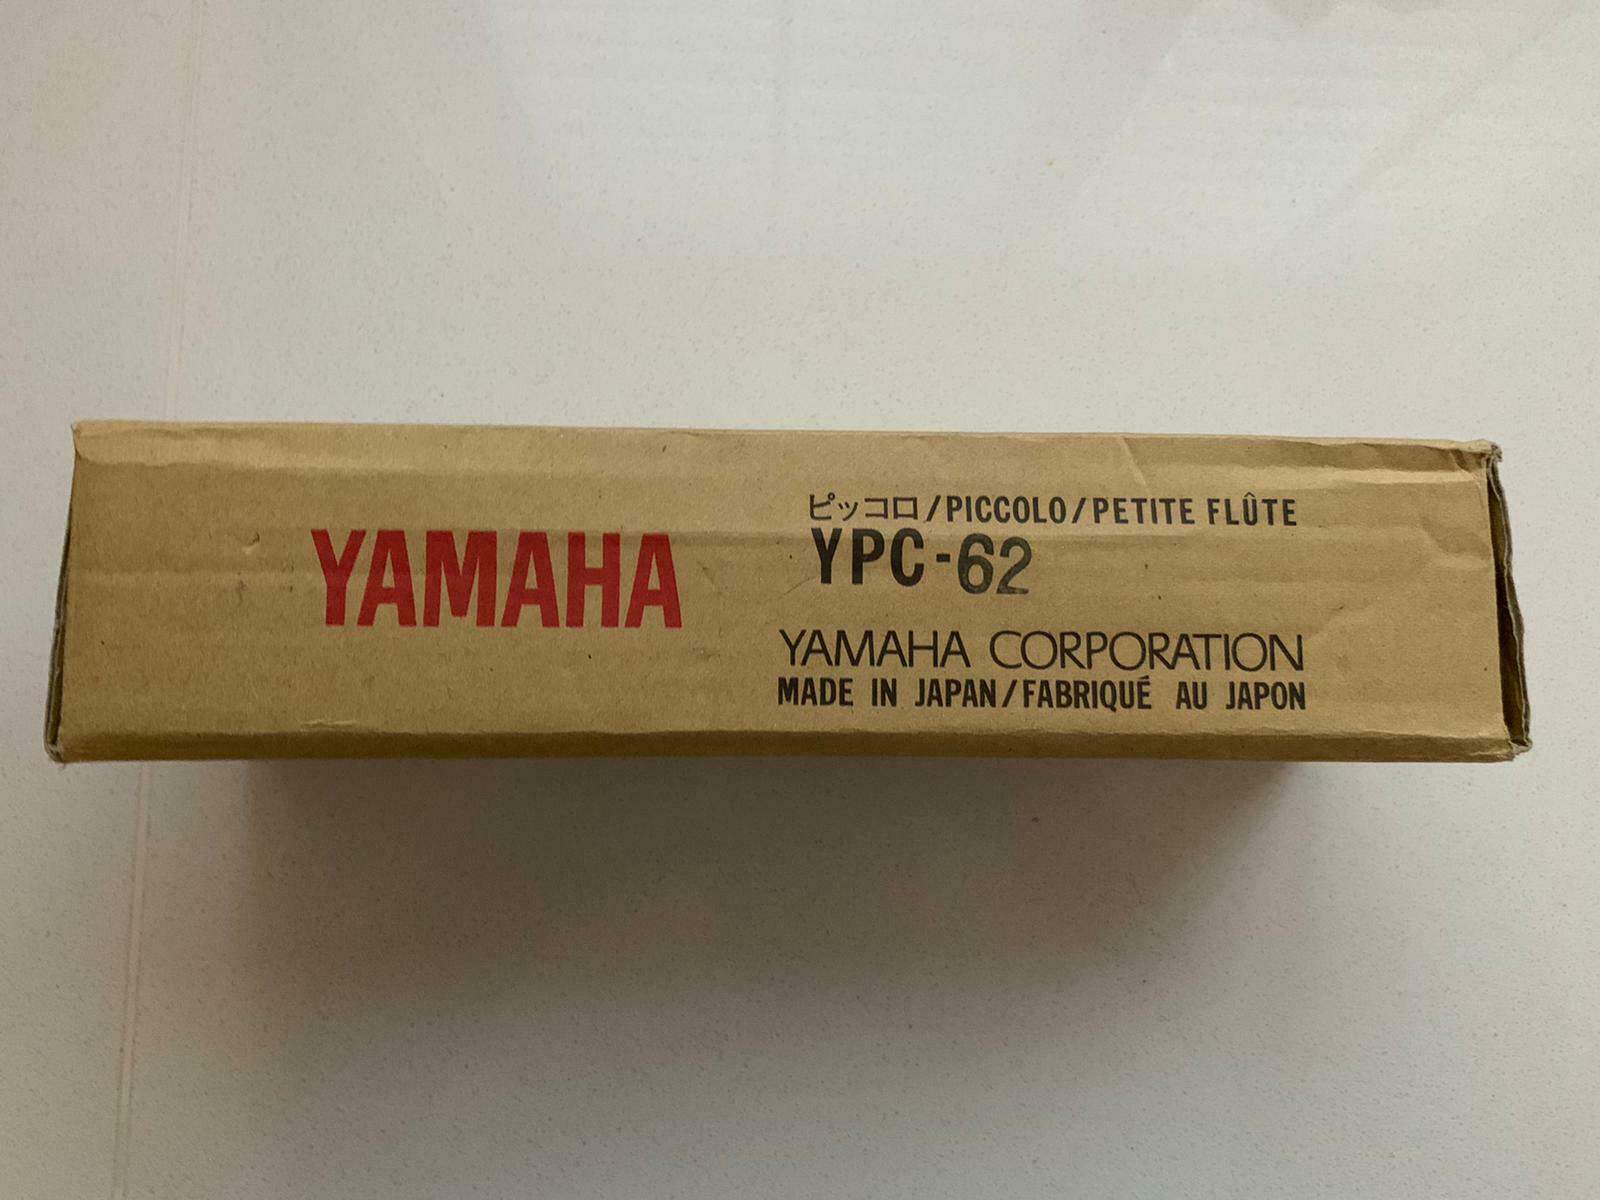 YAMAHA
ピッコロ/PICCOLO/PETITE FLÛTE
YPC-62
YAMAHA CORPORATION
MADE IN JAPAN/FABRIQUÉ AU JAPON